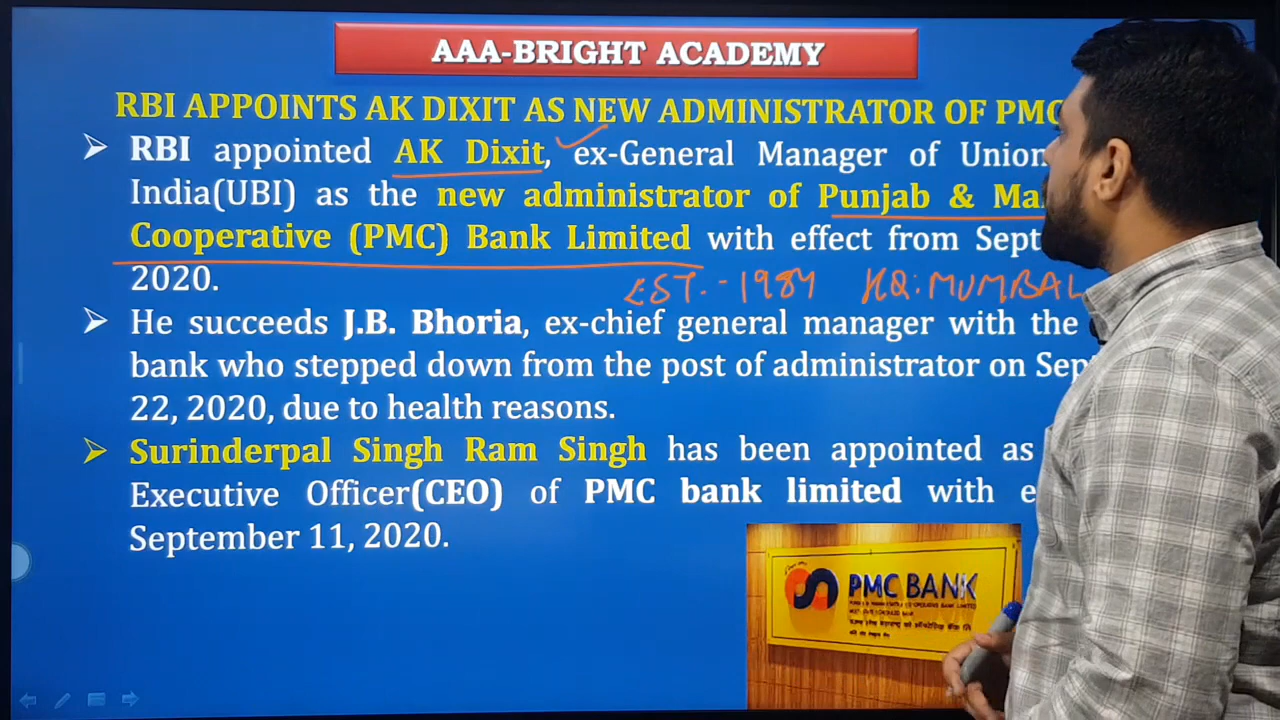 AAA-BRIGHT ACADEMY
RBI APPOINTS AK DIXIT AS NEW ADMINISTRATOR OF PMC
➢ RBI appointed AK Dixit, ex-General Manager of Union
India(UBI) as the new administrator of Punjab & Ma
Cooperative (PMC) Bank Limited with effect from Sept
2020.
EST.-1984 HQ:MUMBAI
➢ He succeeds J.B. Bhoria, ex-chief general manager with the
bank who stepped down from the post of administrator on Sep
22, 2020, due to health reasons.
➢ Surinderpal Singh Ram Singh has been appointed as
Executive Officer(CEO) of PMC bank limited with e
September 11, 2020.
PMC BANK